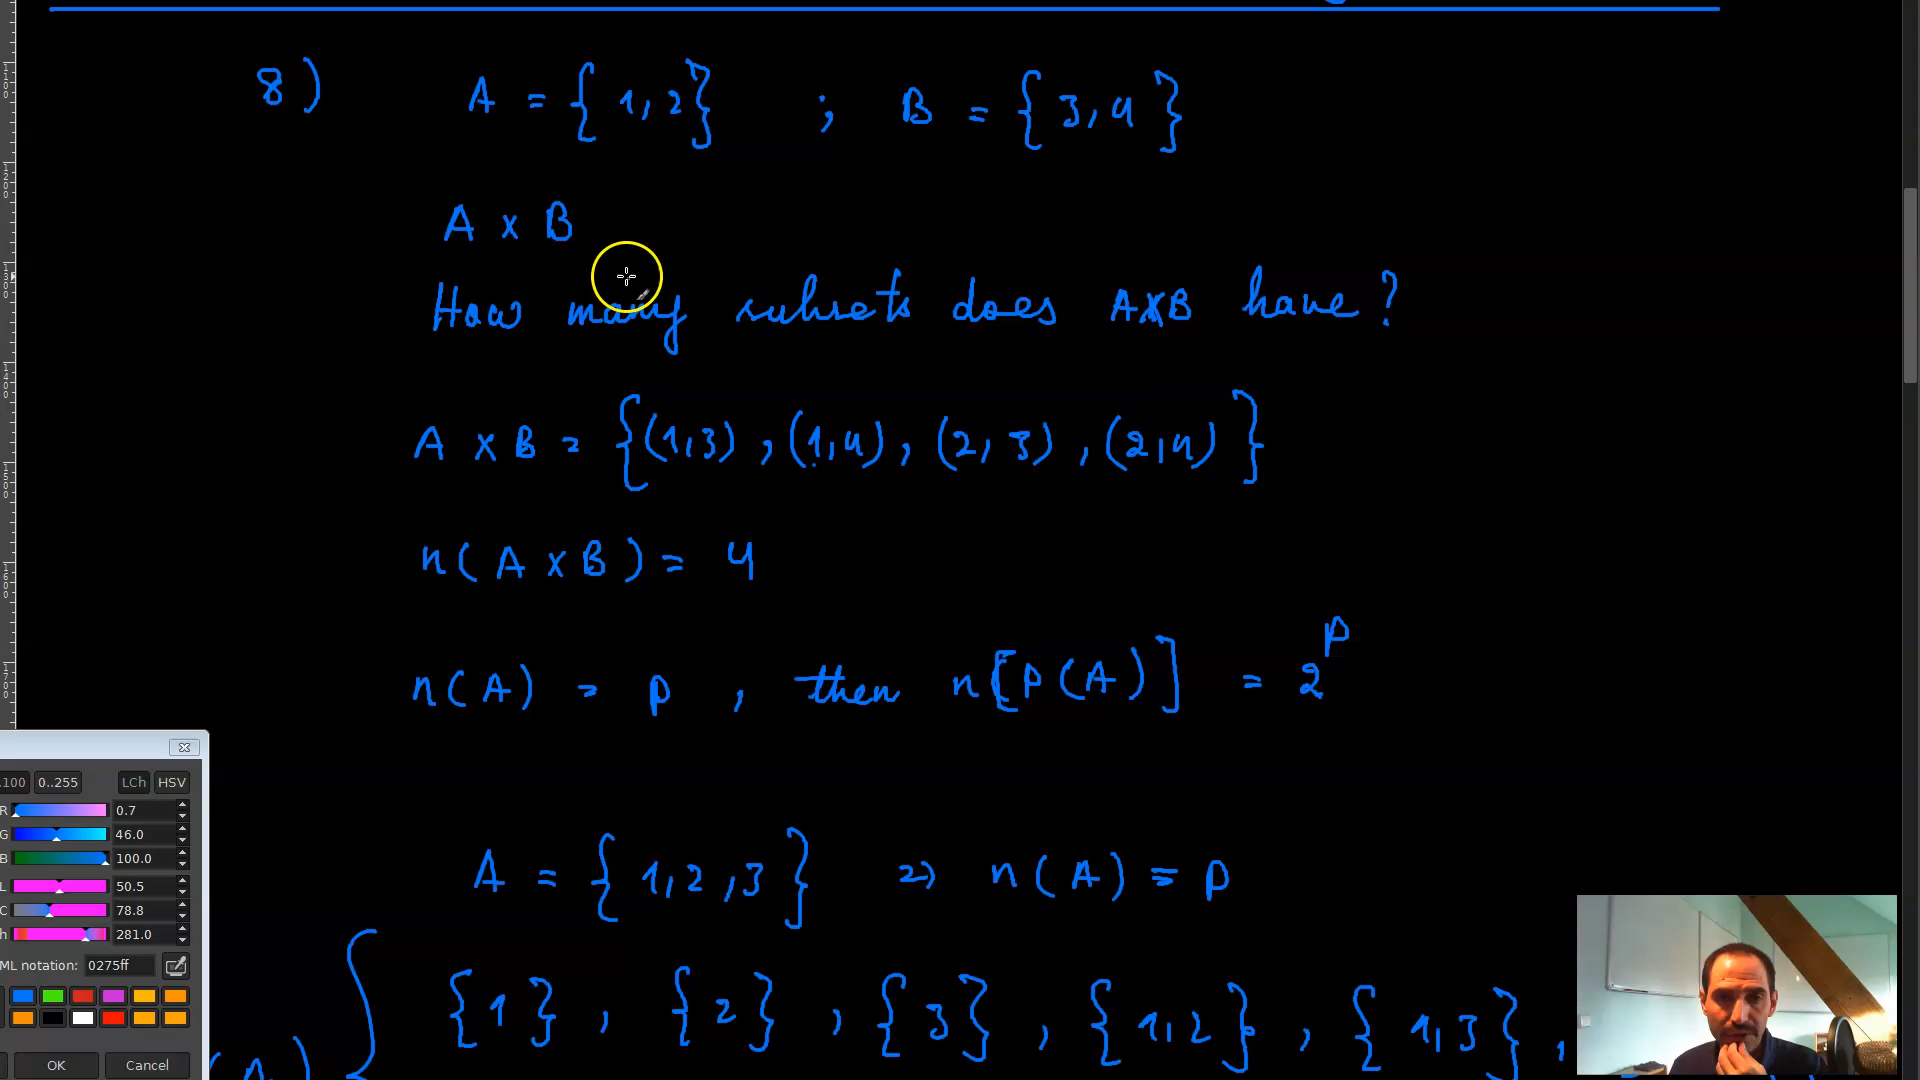 8) A = {1,2} ; B = {3,4}
A x B
How many subsets does AXB have?
A x B = {(1,3), (1,4), (2,3), (2,4)}
n(A x B) = 4
n(A) = p, then n[P(A)] = 2^p
A = {1,2,3} => n(A) = p
{1}, {2}, {3}, {1,2}, {1,3},
.100 0..255 LCh HSV
R 0.7
G 46.0
B 100.0
L 50.5
C 78.8
h 281.0
ML notation: 0275ff
OK Cancel